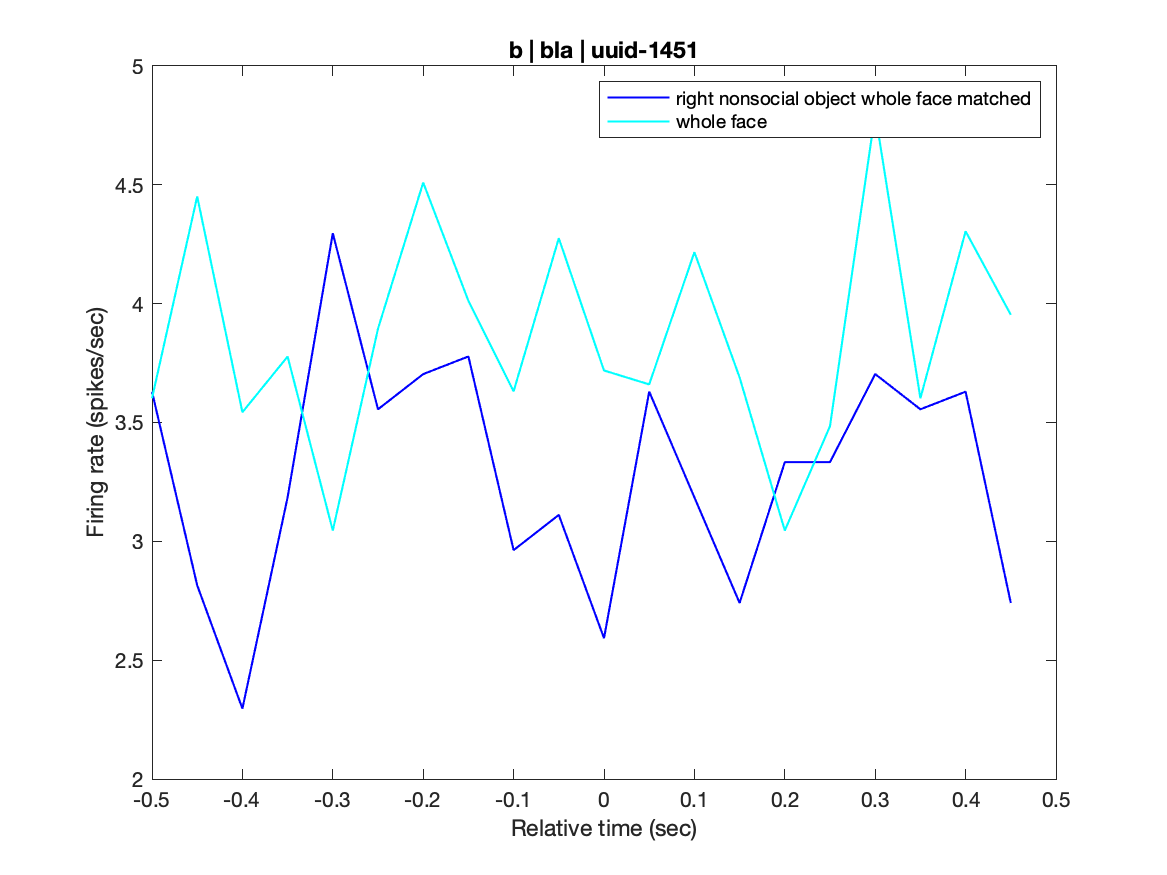 b | bla | uuid-1451
right nonsocial object whole face matched
whole face
5
4.5
4
3.5
3
2.5
2
Firing rate (spikes/sec)
-0.5 -0.4 -0.3 -0.2 -0.1 0 0.1 0.2 0.3 0.4 0.5
Relative time (sec)